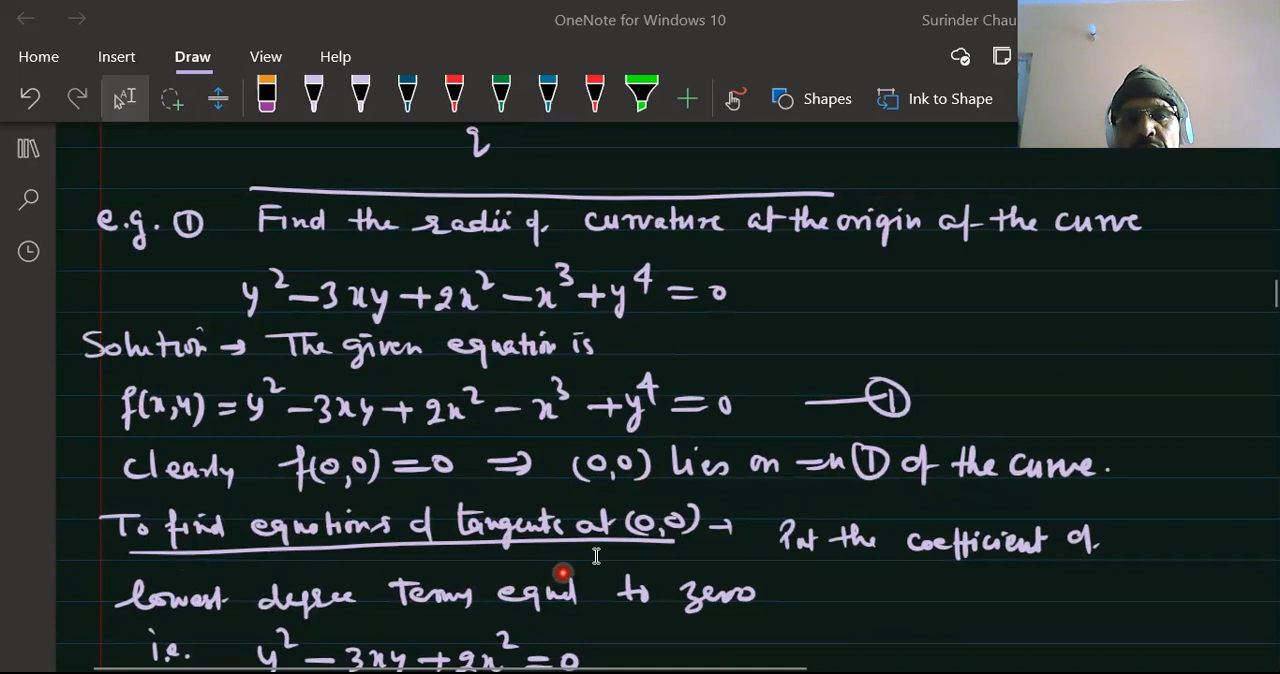 OneNote for Windows 10
Surinder Chau
Home Insert Draw View Help
Shapes Ink to Shape
q
e.g. ① Find the radii of curvature at the origin of the curve
y² - 3xy + 2x² - x³ + y⁴ = 0
Solution → The given equation is
f(x,y) = y² - 3xy + 2x² - x³ + y⁴ = 0 — ①
Clearly f(0,0) = 0 ⇒ (0,0) lies on =n ① of the curve.
To find equations of tangents at (0,0) → Put the coefficient of
lowest degree terms equal to zero
i.e. y² - 3xy + 2x² = 0